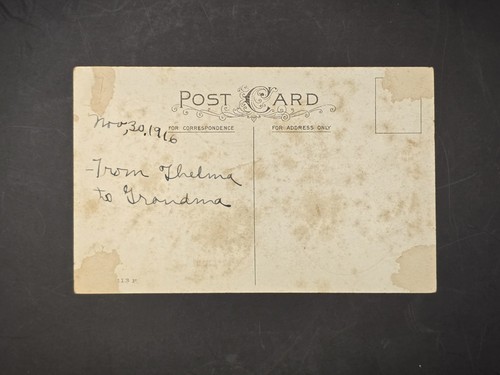 POST CARD
FOR CORRESPONDENCE
FOR ADDRESS ONLY
Nov, 30, 1916
From Thelma
to Grandma